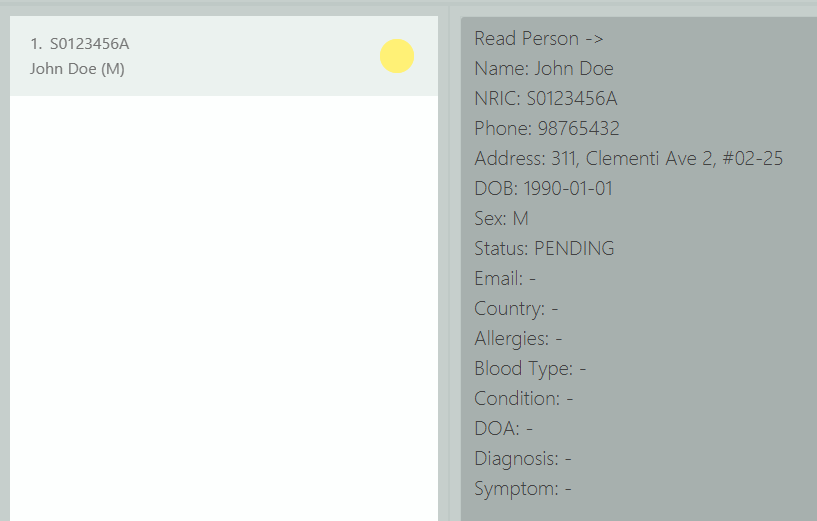 1. S0123456A
John Doe (M)
Read Person ->
Name: John Doe
NRIC: S0123456A
Phone: 98765432
Address: 311, Clementi Ave 2, #02-25
DOB: 1990-01-01
Sex: M
Status: PENDING
Email: -
Country: -
Allergies: -
Blood Type: -
Condition: -
DOA: -
Diagnosis: -
Symptom: -